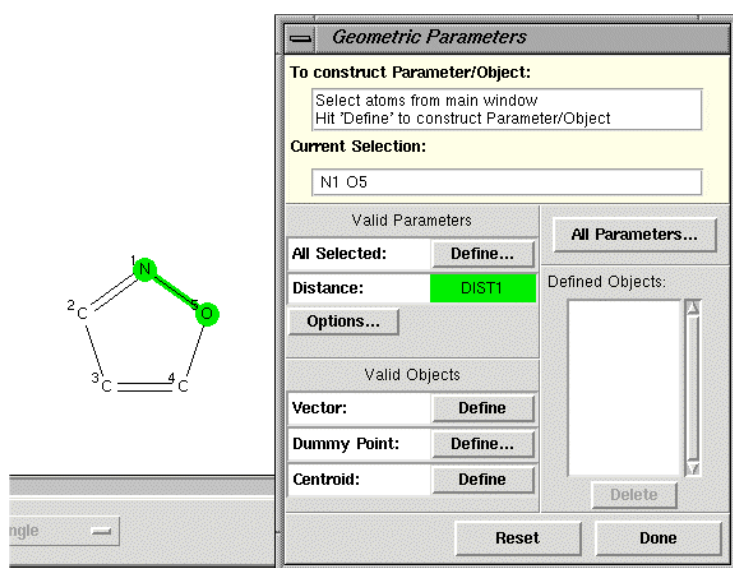 Geometric Parameters
To construct Parameter/Object:
Select atoms from main window
Hit 'Define' to construct Parameter/Object
Current Selection:
N1 O5
Valid Parameters
All Parameters...
All Selected: Define...
Distance: DIST1
Defined Objects:
Options...
Valid Objects
Vector: Define
Dummy Point: Define...
Centroid: Define
Delete
Reset Done
1 N
2 C
5 O
3 C
4 C
ngle